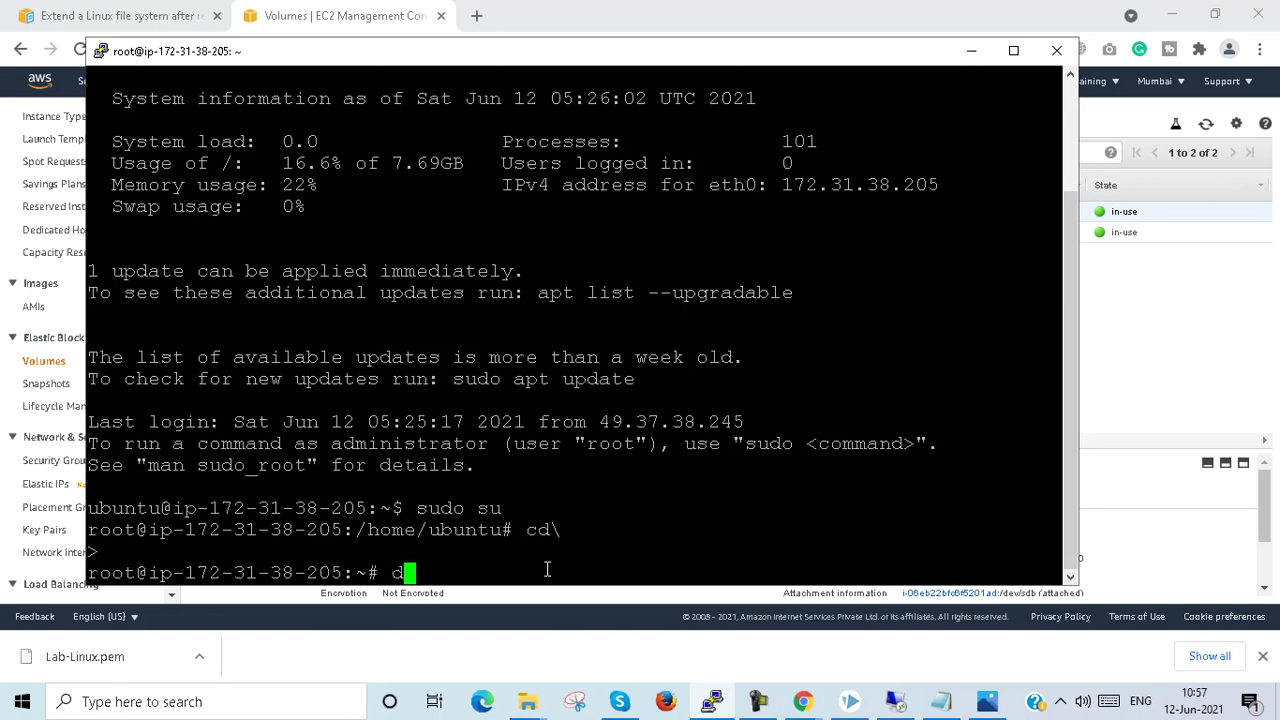 Extend a Linux file system after re
Volumes | EC2 Management Con
root@ip-172-31-38-205: ~
aws
aining
Mumbai
Support
Instance Type
Launch Templ
Spot Requests
Savings Plans
Reserved Inst
Dedicated Ho
Capacity Rese
Images
AMIs
Elastic Block
Volumes
Snapshots
Lifecycle Man
Network & Se
Security Grou
Elastic IPs
Placement Gr
Key Pairs
Network Inter
Load Balancing
1 to 2 of 2
State
in-use
in-use
System information as of Sat Jun 12 05:26:02 UTC 2021
System load: 0.0 Processes: 101
Usage of /: 16.6% of 7.69GB Users logged in: 0
Memory usage: 22% IPv4 address for eth0: 172.31.38.205
Swap usage: 0%
1 update can be applied immediately.
To see these additional updates run: apt list --upgradable
The list of available updates is more than a week old.
To check for new updates run: sudo apt update
Last login: Sat Jun 12 05:25:17 2021 from 49.37.38.245
To run a command as administrator (user "root"), use "sudo <command>".
See "man sudo_root" for details.
ubuntu@ip-172-31-38-205:~$ sudo su
root@ip-172-31-38-205:/home/ubuntu# cd\
>
root@ip-172-31-38-205:~# d
Encryption Not Encrypted
Attachment information i-06eb22bfc6f5201ad:/dev/sdb (attached)
Feedback English (US)
© 2008 - 2021, Amazon Internet Services Private Ltd. or its affiliates. All rights reserved.
Privacy Policy Terms of Use Cookie preferences
Lab-Linux.pem
Show all
Type here to search
ENG
10:57
12-Jun-2021